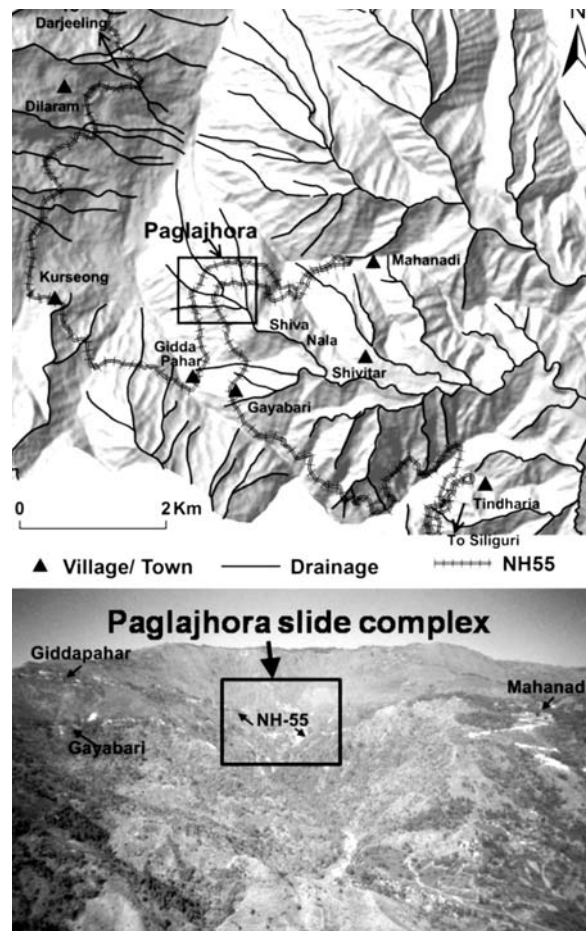 N
Darjeeling
Dilaram
Paglajhora
Mahanadi
Kurseong
Shiva
Nala
Gidda
Pahar
Shivitar
Gayabari
Tindharia
To Siliguri
0
2 Km
Village/ Town
Drainage
NH55
Paglajhora slide complex
Giddapahar
Mahanadi
NH-55
Gayabari